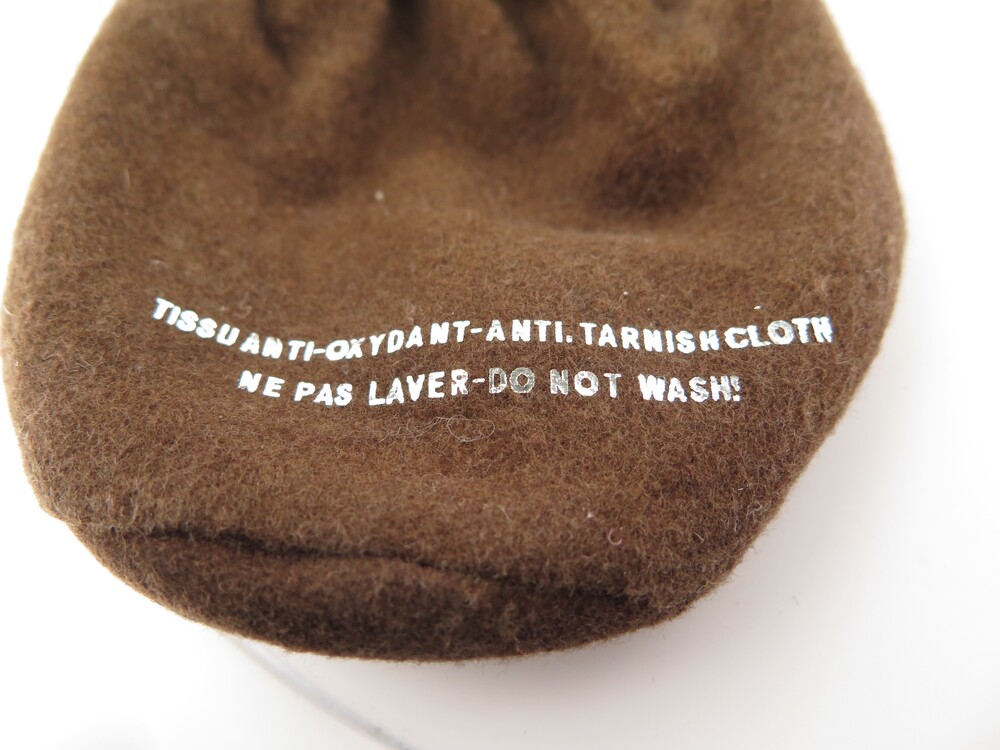 TISSU ANTI-OXYDANT-ANTI. TARNISH CLOTH
NE PAS LAVER-DO NOT WASH!